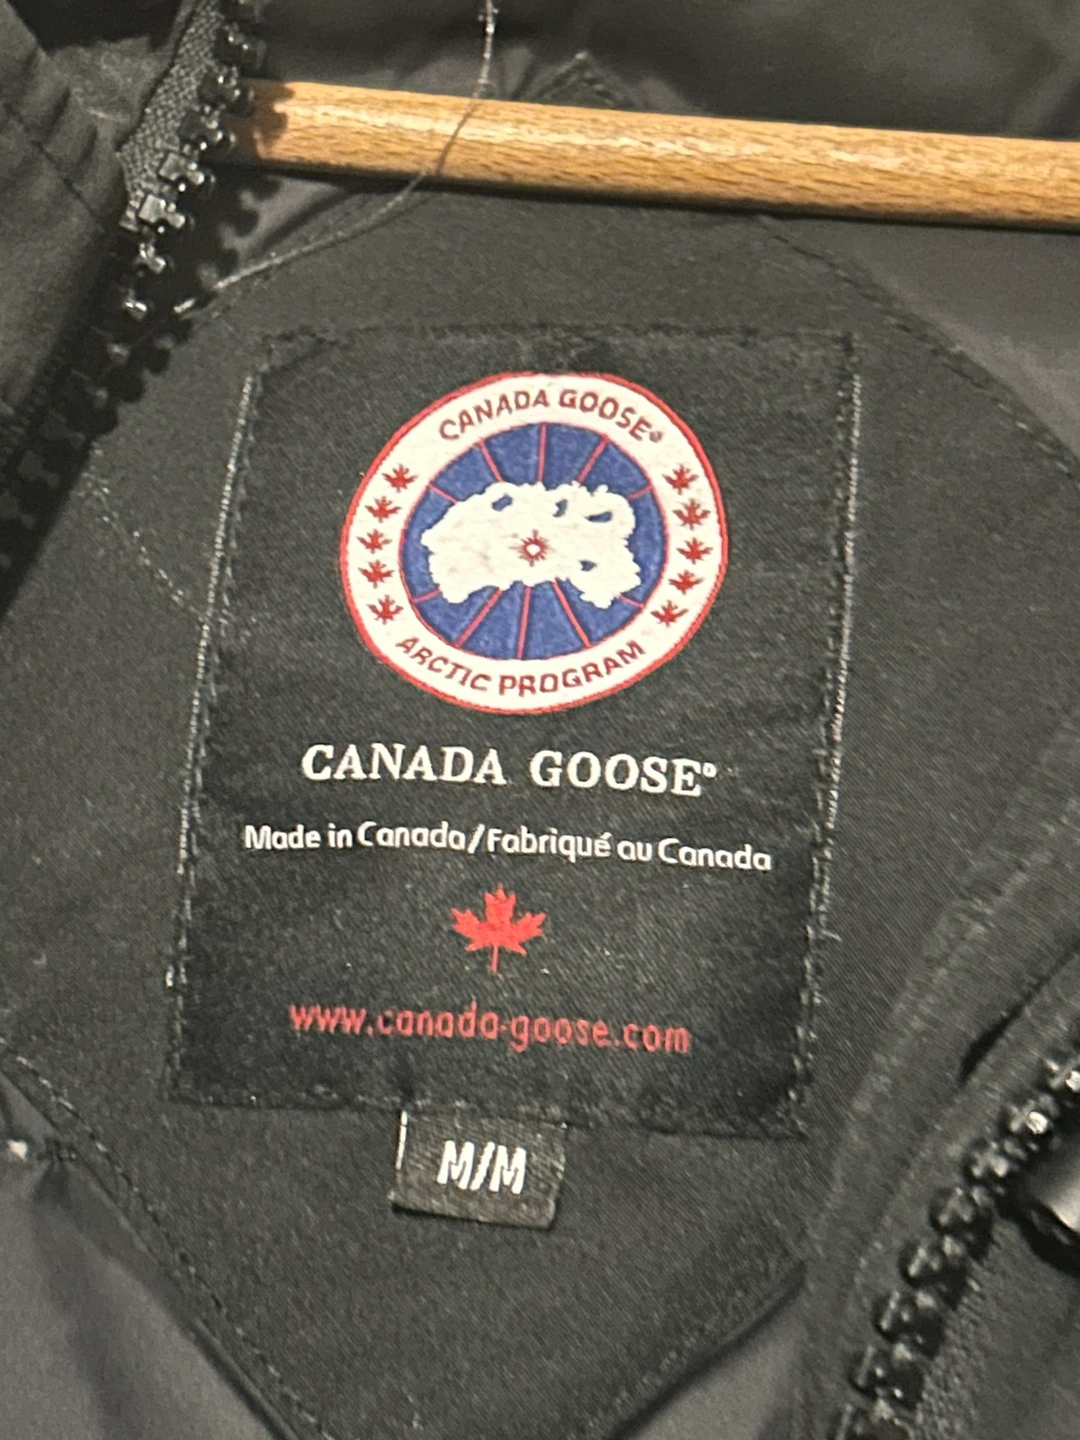 CANADA GOOSE®
ARCTIC PROGRAM
CANADA GOOSE®
Made in Canada/Fabriqué au Canada
www.canada-goose.com
M/M